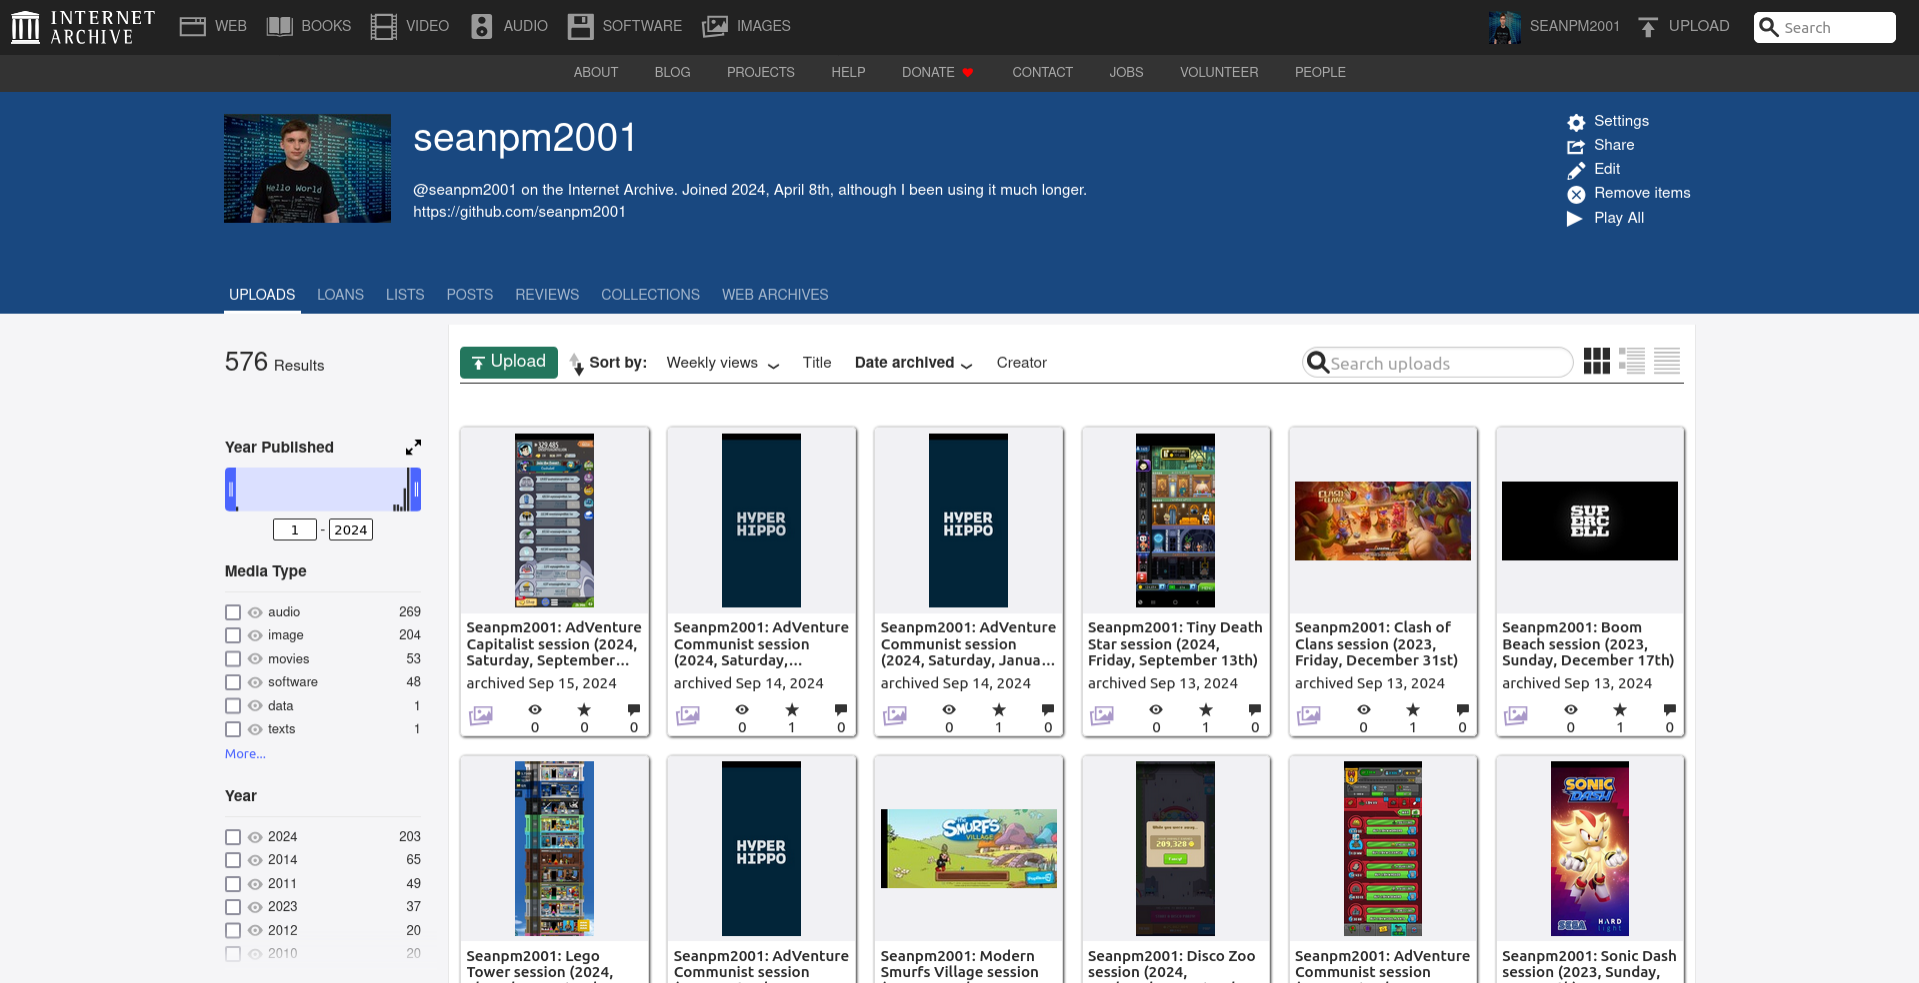 INTERNET ARCHIVE
WEB
BOOKS
VIDEO
AUDIO
SOFTWARE
IMAGES
SEANPM2001
UPLOAD
Search
ABOUT
BLOG
PROJECTS
HELP
DONATE
CONTACT
JOBS
VOLUNTEER
PEOPLE
Hello World
seanpm2001
@seanpm2001 on the Internet Archive. Joined 2024, April 8th, although I been using it much longer.
https://github.com/seanpm2001
Settings
Share
Edit
Remove items
Play All
UPLOADS
LOANS
LISTS
POSTS
REVIEWS
COLLECTIONS
WEB ARCHIVES
576 Results
Upload
Sort by:
Weekly views
Title
Date archived
Creator
Search uploads
Year Published
1 - 2024
Media Type
audio 269
image 204
movies 53
software 48
data 1
texts 1
More...
Year
2024 203
2014 65
2011 49
2023 37
2012 20
2010 20
Seanpm2001: AdVenture
Capitalist session (2024,
Saturday, September...
archived Sep 15, 2024
0 0 0
HYPER
HIPPO
Seanpm2001: AdVenture
Communist session
(2024, Saturday,...
archived Sep 14, 2024
0 1 0
HYPER
HIPPO
Seanpm2001: AdVenture
Communist session
(2024, Saturday, Janua...
archived Sep 14, 2024
0 1 0
Seanpm2001: Tiny Death
Star session (2024,
Friday, September 13th)
archived Sep 13, 2024
0 1 0
CLASH OF
CLANS
Seanpm2001: Clash of
Clans session (2023,
Friday, December 31st)
archived Sep 13, 2024
0 1 0
SUP
ERC
ELL
Seanpm2001: Boom
Beach session (2023,
Sunday, December 17th)
archived Sep 13, 2024
0 1 0
Seanpm2001: Lego
Tower session (2024,
HYPER
HIPPO
Seanpm2001: AdVenture
Communist session
THE
SMURFS
VILLAGE
Seanpm2001: Modern
Smurfs Village session
While you were away...
209,328
Seanpm2001: Disco Zoo
session (2024,
Seanpm2001: AdVenture
Communist session
SONIC
DASH
SEGA
HARD
light
Seanpm2001: Sonic Dash
session (2023, Sunday,